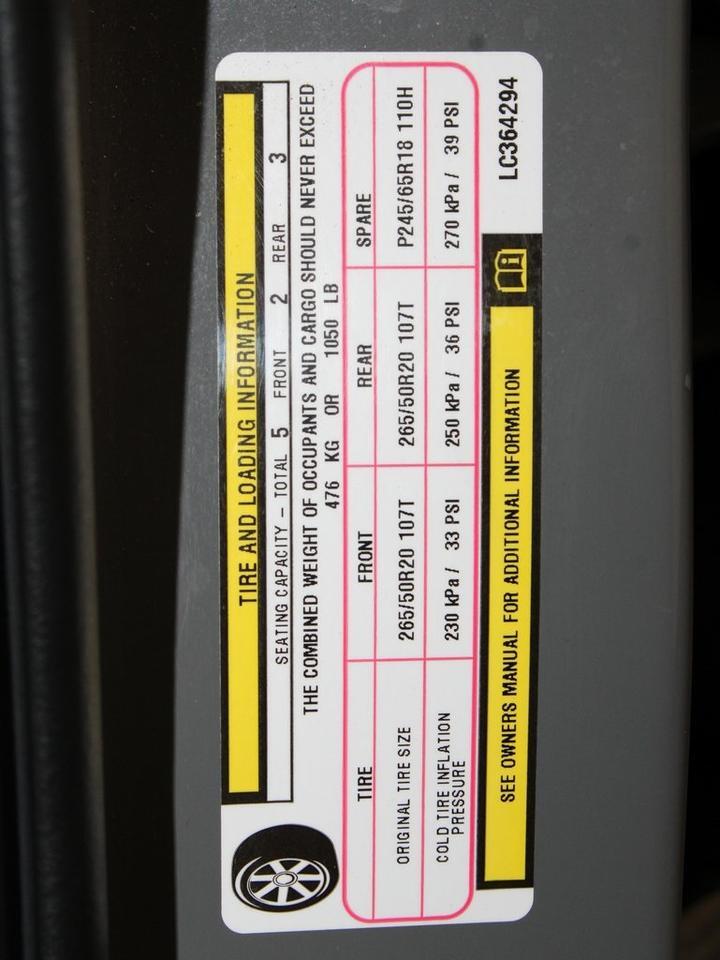 TIRE AND LOADING INFORMATION
SEATING CAPACITY – TOTAL 5 FRONT 2 REAR 3
THE COMBINED WEIGHT OF OCCUPANTS AND CARGO SHOULD NEVER EXCEED
476 KG OR 1050 LB
TIRE FRONT REAR SPARE
ORIGINAL TIRE SIZE 265/50R20 107T 265/50R20 107T P245/65R18 110H
COLD TIRE INFLATION PRESSURE 230 kPa / 33 PSI 250 kPa / 36 PSI 270 kPa / 39 PSI
SEE OWNERS MANUAL FOR ADDITIONAL INFORMATION
LC364294